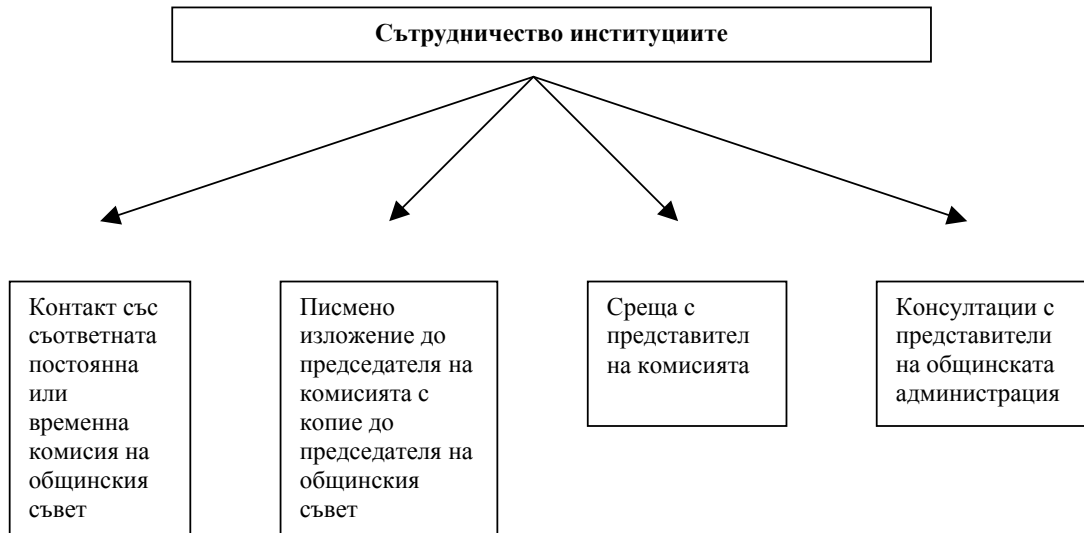 Сътрудничество институциите
Контакт със
съответната
постоянна
или
временна
комисия на
общинския
съвет
Писмено
изложение до
председателя на
комисията с
копие до
председателя на
общинския
съвет
Среща с
представител
на комисията
Консултации с
представители
на общинската
администрация